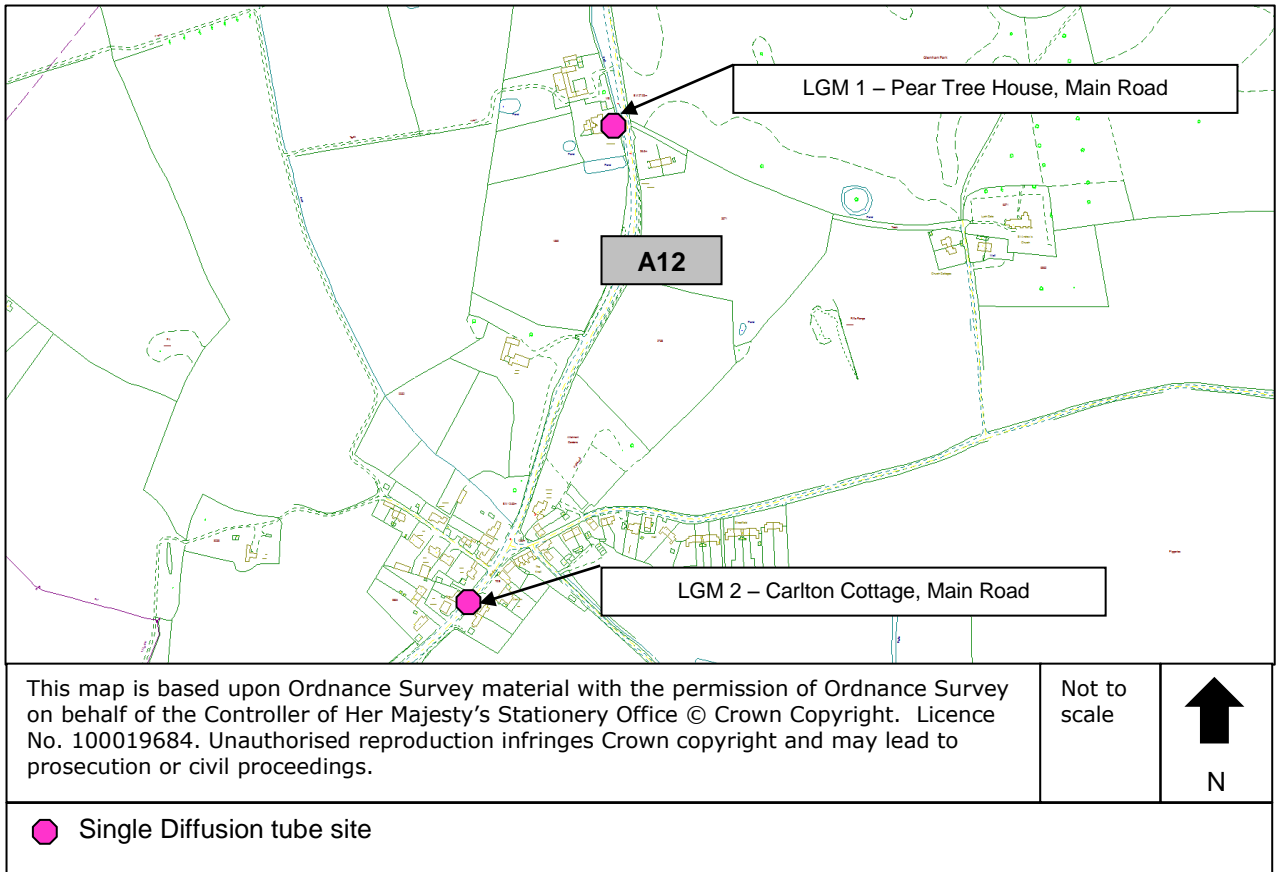 LGM 1 – Pear Tree House, Main Road
A12
LGM 2 – Carlton Cottage, Main Road
This map is based upon Ordnance Survey material with the permission of Ordnance Survey
on behalf of the Controller of Her Majesty's Stationery Office © Crown Copyright. Licence
No. 100019684. Unauthorised reproduction infringes Crown copyright and may lead to
prosecution or civil proceedings.
Not to
scale
N
Single Diffusion tube site